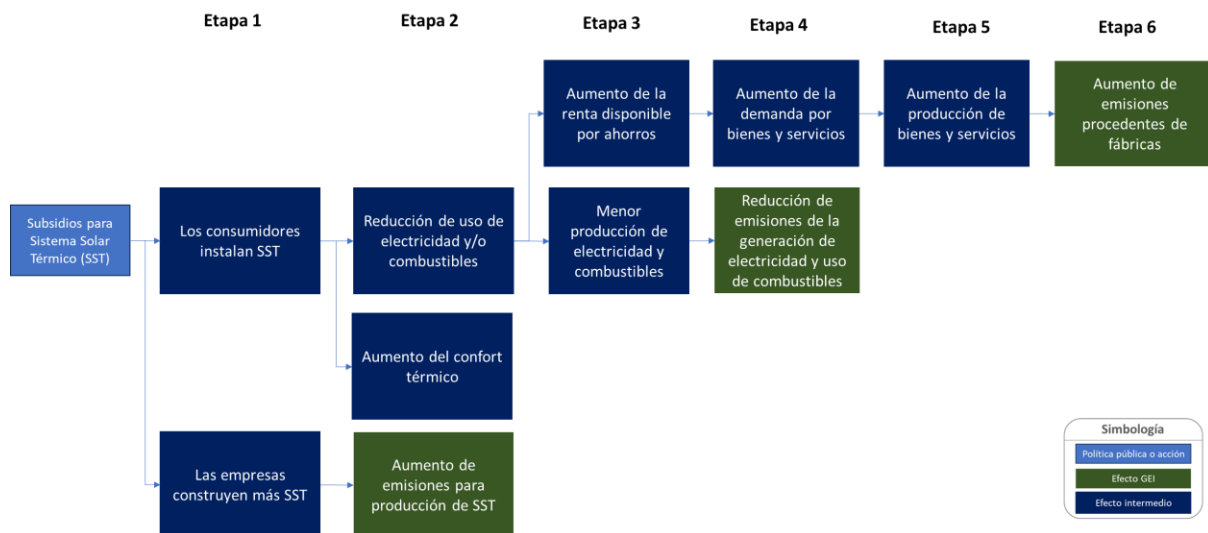 Etapa 1
Etapa 2
Etapa 3
Etapa 4
Etapa 5
Etapa 6
Aumento de la
renta disponible
por ahorros
Aumento de la
demanda por
bienes y servicios
Aumento de la
producción de
bienes y servicios
Aumento de
emisiones
procedentes de
fábricas
Subsidios para
Sistema Solar
Térmico (SST)
Los consumidores
instalan SST
Reducción de uso de
electricidad y/o
combustibles
Menor
producción de
electricidad y
combustibles
Reducción de
emisiones de la
generación de
electricidad y uso
de combustibles
Aumento del confort
térmico
Las empresas
construyen más SST
Aumento de
emisiones para
producción de SST
Simbología
Política pública o acción
Efecto GEI
Efecto intermedio